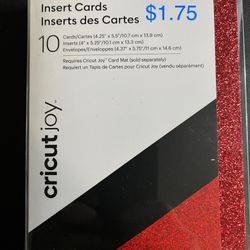 Insert Cards
Inserts des Cartes
$1.75
10
Cards/Cartes (4.25" x 5.5"/10.7 cm x 13.9 cm)
Inserts (4" x 5.25"/10.1 cm x 13.3 cm)
Envelopes/Enveloppes (4.37" x 5.75"/11 cm x 14.6 cm)
Requires Cricut Joy™ Card Mat (sold separately)
Requiert un Tapis de Cartes pour Cricut Joy (vendu séparément)
cricut joy™